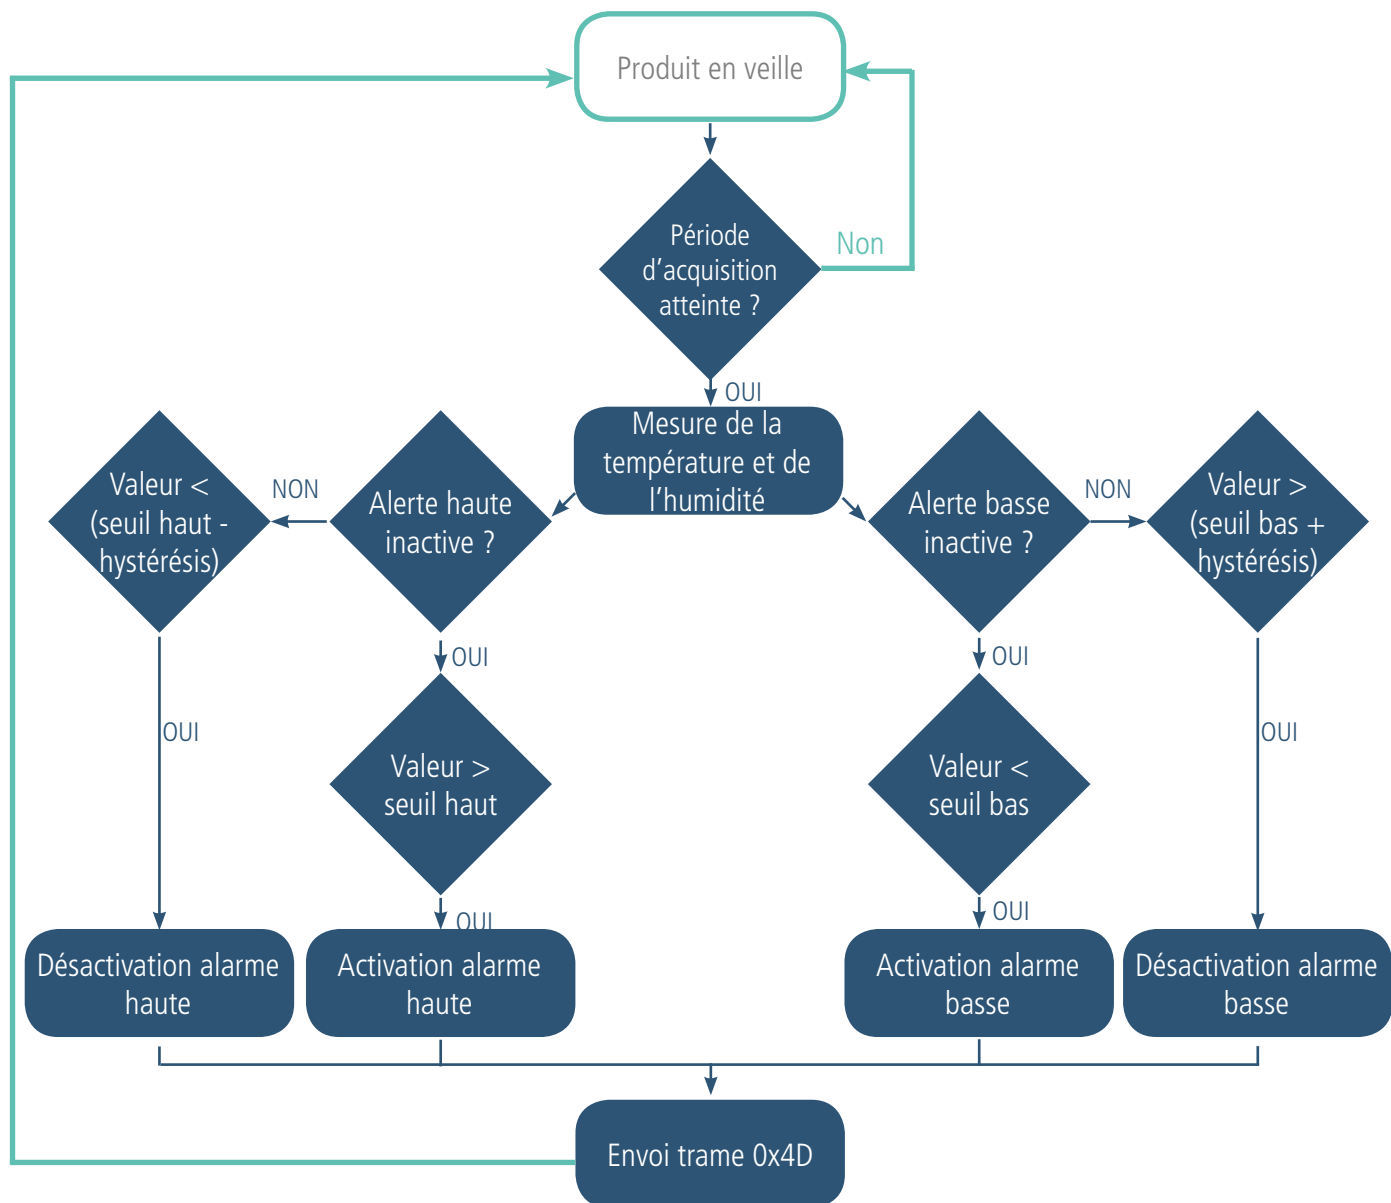 Produit en veille
Période
d'acquisition
atteinte ?
Non
OUI
Mesure de la
température et de
l'humidité
Valeur <
(seuil haut -
hystérésis)
NON
Alerte haute
inactive ?
Alerte basse
inactive ?
NON
Valeur >
(seuil bas +
hystérésis)
OUI
OUI
OUI
OUI
Valeur >
seuil haut
Valeur <
seuil bas
OUI
OUI
Désactivation alarme
haute
Activation alarme
haute
Activation alarme
basse
Désactivation alarme
basse
Envoi trame 0x4D